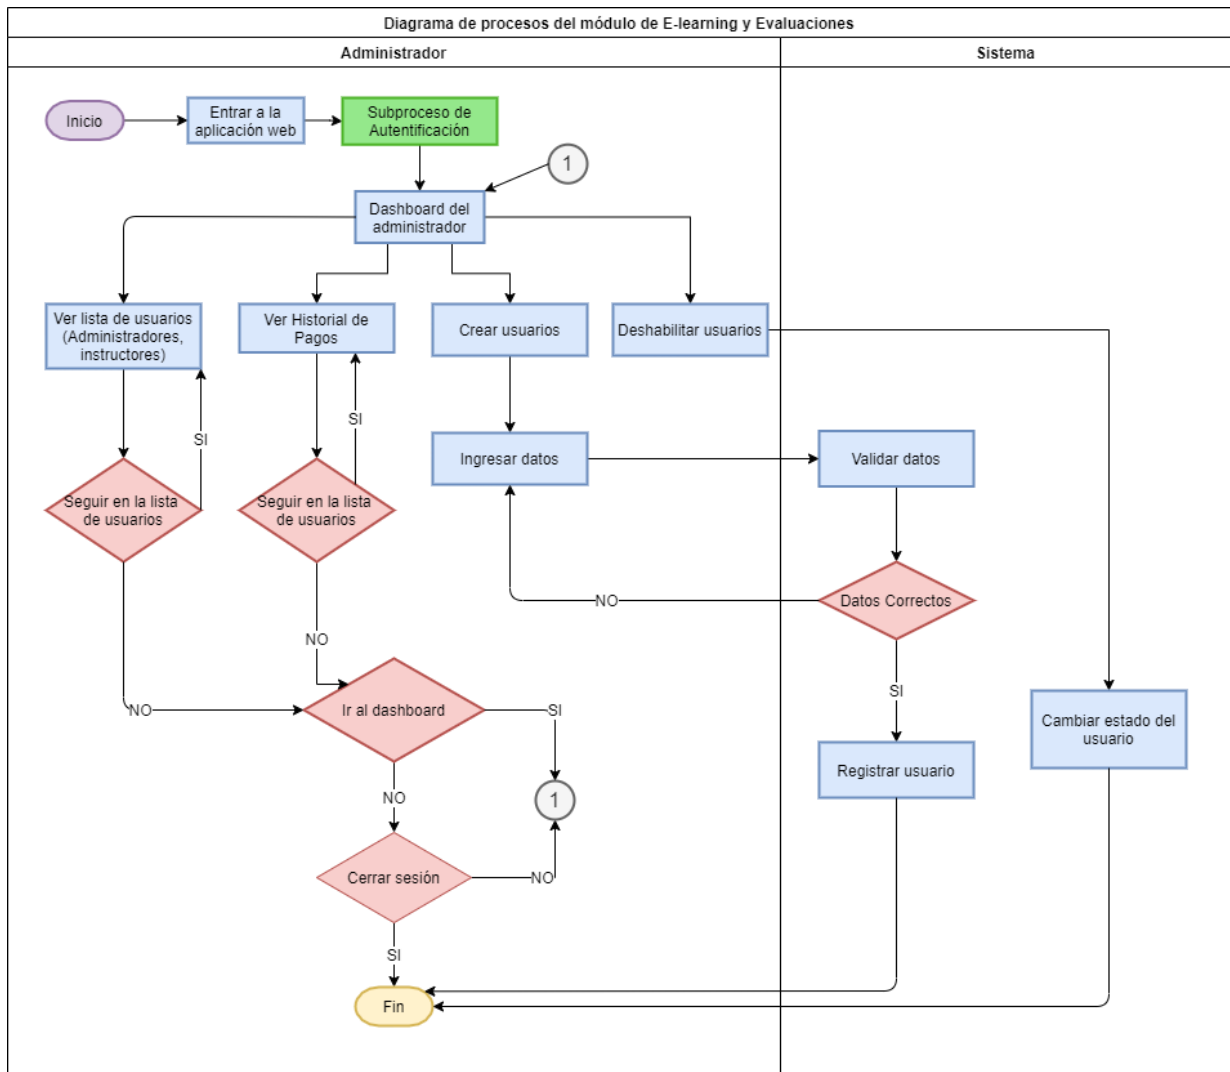 Diagrama de procesos del módulo de E-learning y Evaluaciones
Administrador
Sistema
Inicio
Entrar a la
aplicación web
Subproceso de
Autentificación
1
Dashboard del
administrador
Ver lista de usuarios
(Administradores,
instructores)
Ver Historial de
Pagos
Crear usuarios
Deshabilitar usuarios
SI
SI
Ingresar datos
Validar datos
Seguir en la lista
de usuarios
Seguir en la lista
de usuarios
NO
Datos Correctos
NO
SI
NO
Ir al dashboard
SI
Cambiar estado del
usuario
Registrar usuario
NO
1
Cerrar sesión
NO
SI
Fin